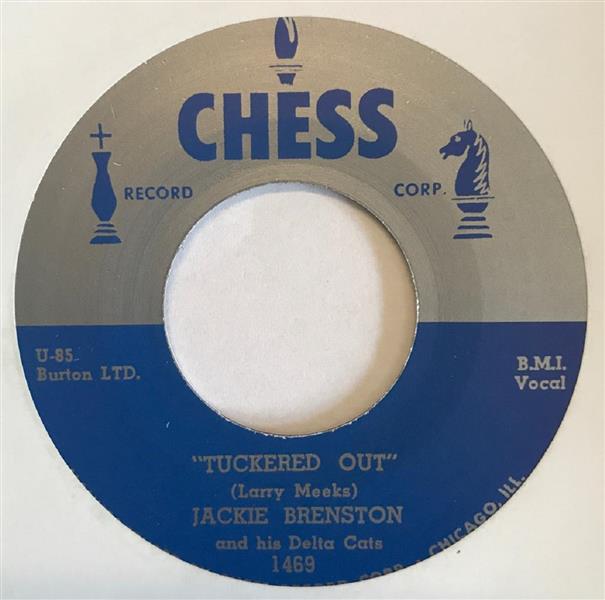 CHESS
RECORD CORP.
U-85
Burton LTD.
B.M.I.
Vocal
"TUCKERED OUT"
(Larry Meeks)
JACKIE BRENSTON
and his Delta Cats
1469
CORP. CHICAGO, ILL.